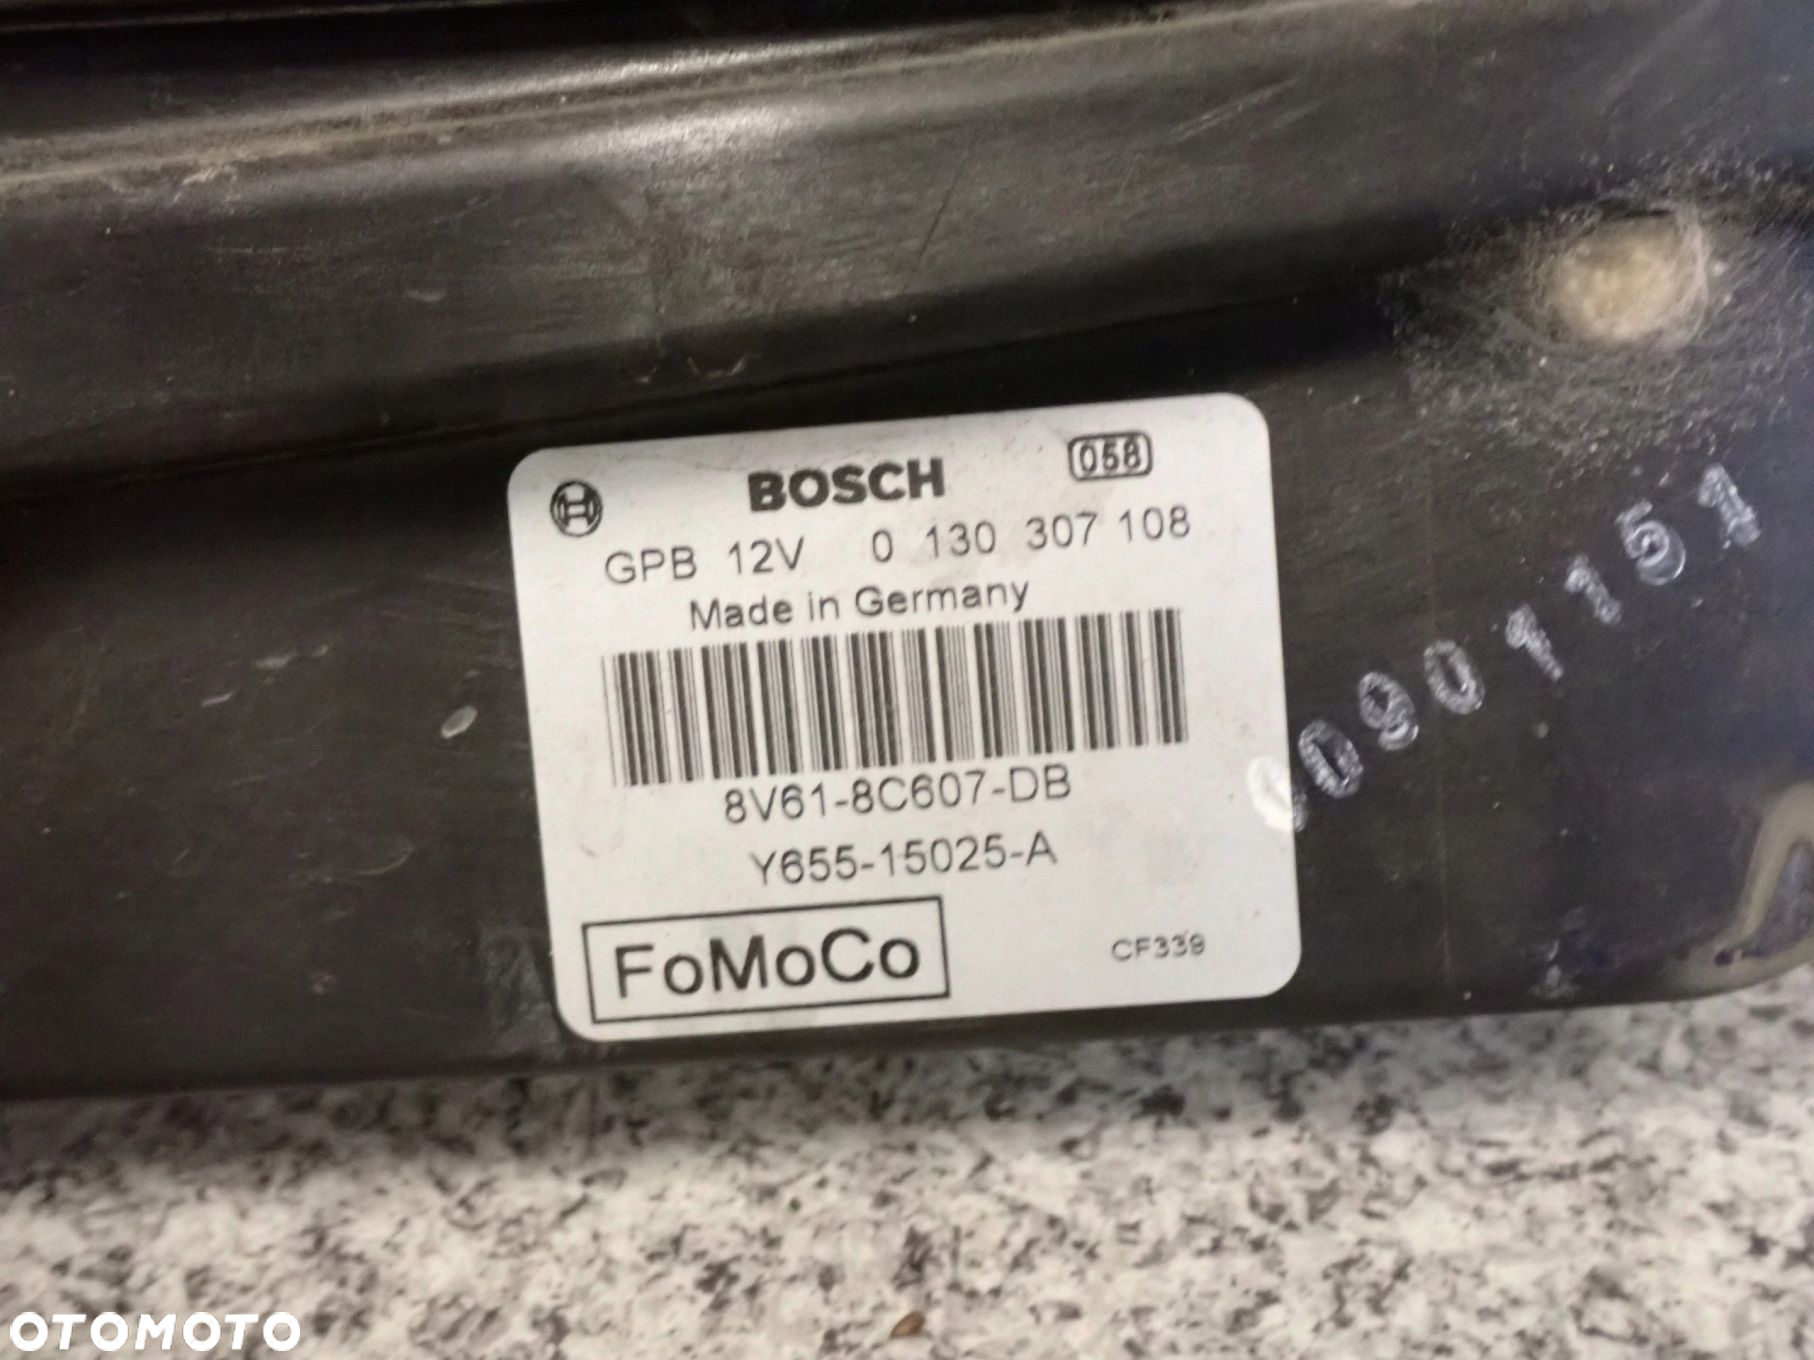 BOSCH
058
GPB 12V 0 130 307 108
Made in Germany
8V61-8C607-DB
Y655-15025-A
FoMoCo
CF339
00901151
OTOMOTO